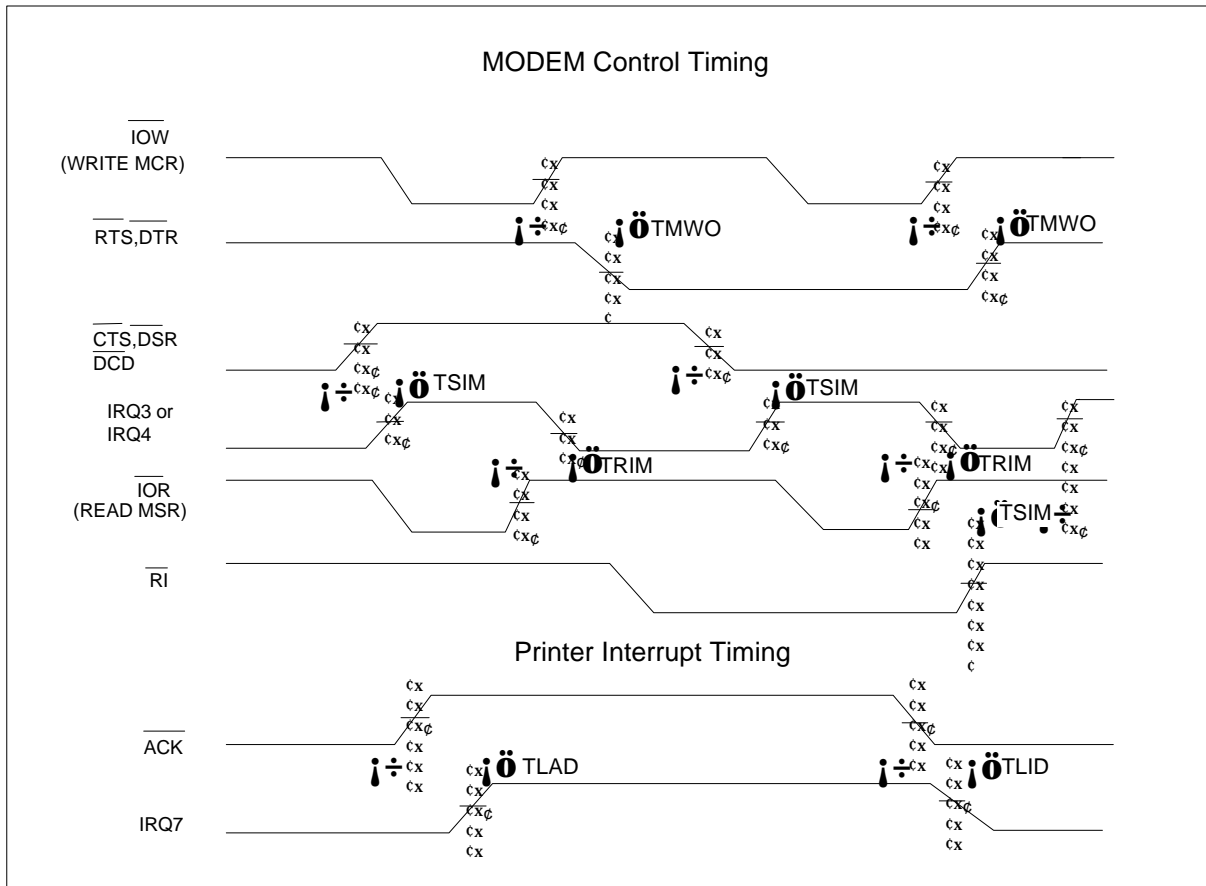 MODEM Control Timing
IOW
(WRITE MCR)
RTS,DTR
TMWO
TMWO
CTS,DSR
DCD
TSIM
TSIM
IRQ3 or
IRQ4
TRIM
TRIM
IOR
(READ MSR)
TSIM
RI
Printer Interrupt Timing
ACK
TLAD
TLID
IRQ7